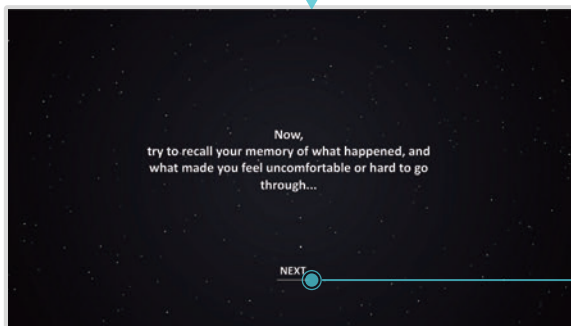 Now,
try to recall your memory of what happened, and
what made you feel uncomfortable or hard to go
through...
NEXT